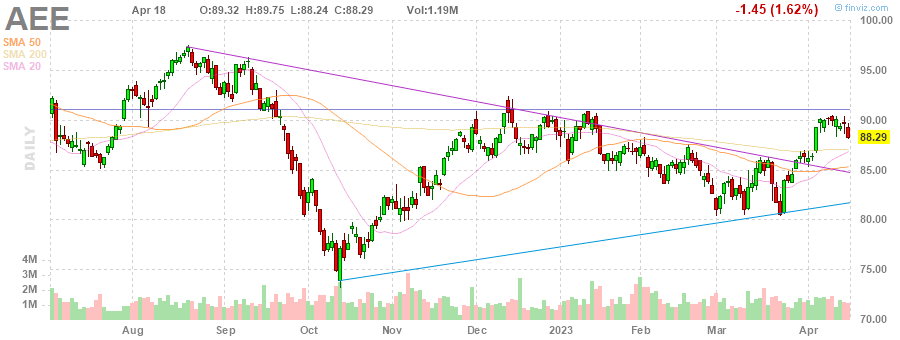 AEE
Apr 18 O:89.32 H:89.75 L:88.24 C:88.29 Vol:1.19M -1.45 (1.62%) © finviz.com
SMA 50
SMA 200
SMA 20
DAILY
100.00
95.00
90.00
88.29
85.00
80.00
75.00
70.00
4M
3M
2M
1M
Aug Sep Oct Nov Dec 2023 Feb Mar Apr